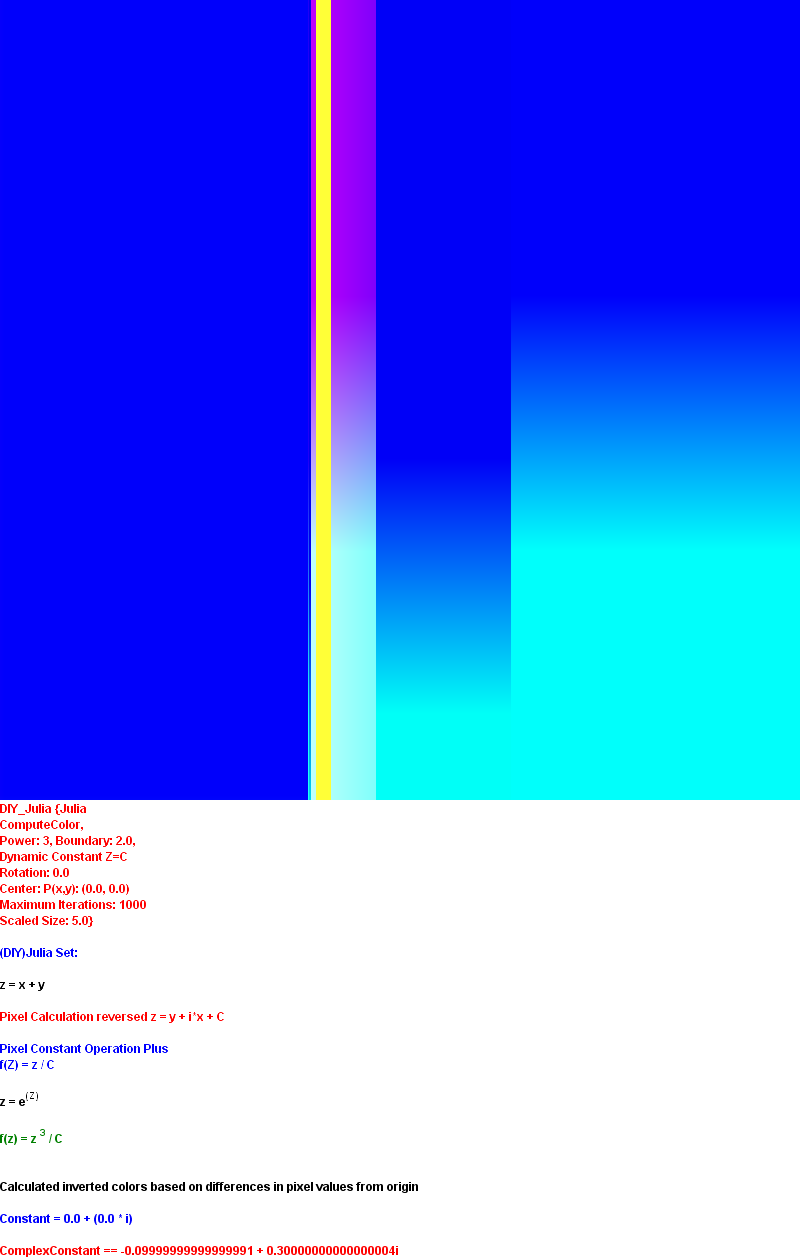 DIY_Julia {Julia
ComputeColor,
Power: 3, Boundary: 2.0,
Dynamic Constant Z=C
Rotation: 0.0
Center: P(x,y): (0.0, 0.0)
Maximum Iterations: 1000
Scaled Size: 5.0}
(DIY)Julia Set:
z = x + y
Pixel Calculation reversed z = y + i*x + C
Pixel Constant Operation Plus
f(Z) = z / C
z = e(Z)
f(z) = z 3 / C
Calculated inverted colors based on differences in pixel values from origin
Constant = 0.0 + (0.0 * i)
ComplexConstant == -0.09999999999999991 + 0.30000000000000004i